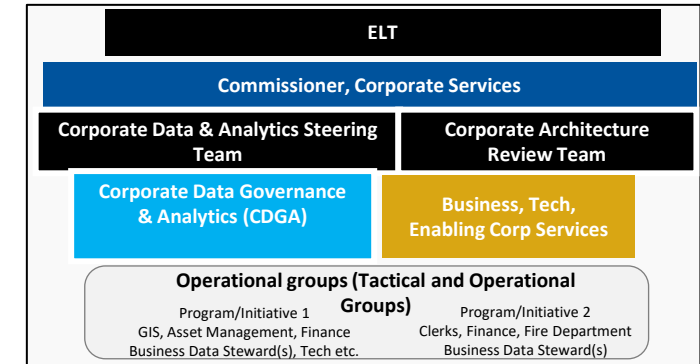 ELT
Commissioner, Corporate Services
Corporate Data & Analytics Steering
Team
Corporate Architecture
Review Team
Corporate Data Governance
& Analytics (CDGA)
Business, Tech,
Enabling Corp Services
Operational groups (Tactical and Operational
Groups)
Program/Initiative 1
GIS, Asset Management, Finance
Business Data Steward(s), Tech etc.
Program/Initiative 2
Clerks, Finance, Fire Department
Business Data Steward(s)